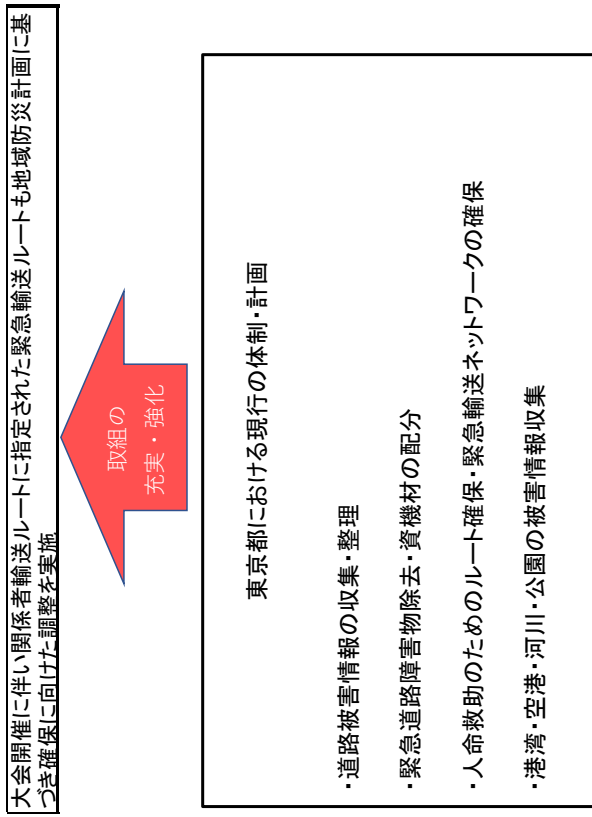 大会開催に伴い関係者輸送ルートに指定された緊急輸送ルートも地域防災計画に基
づき確保に向けた調整を実施
取組の
充実・強化
東京都における現行の体制・計画
・道路被害情報の収集・整理
・緊急道路障害物除去・資機材の配分
・人命救助のためのルート確保・緊急輸送ネットワークの確保
・港湾・空港・河川・公園の被害情報収集